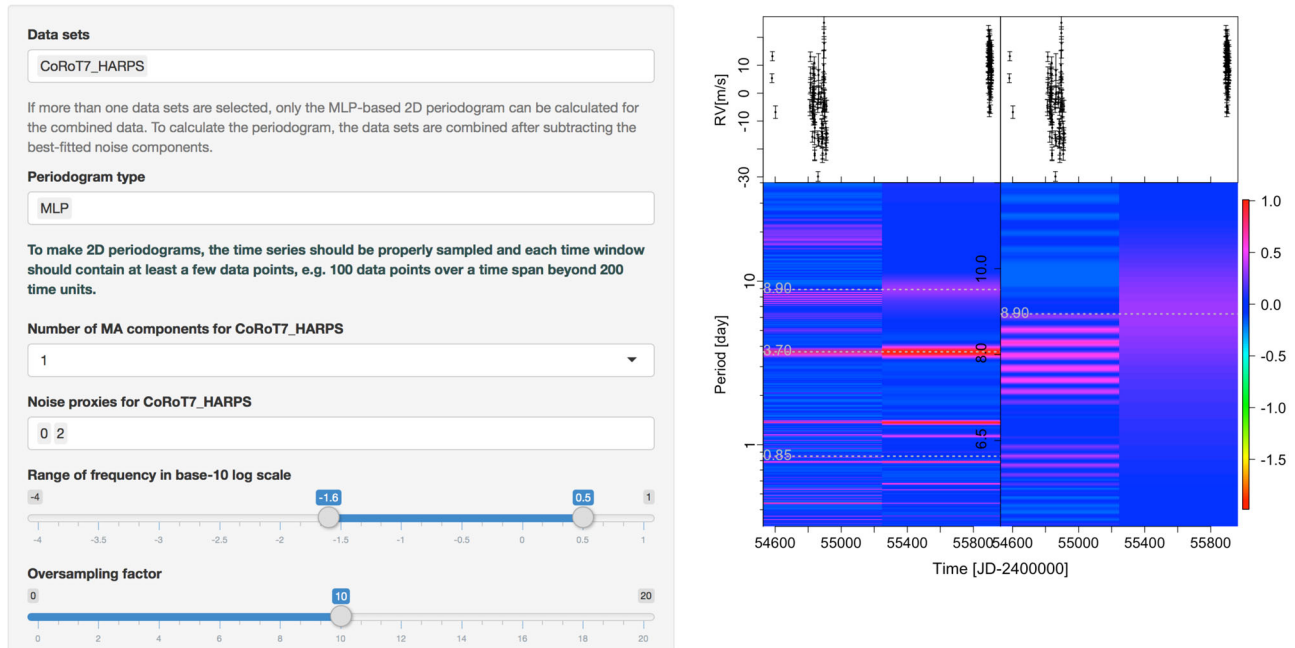 Data sets
CoRoT7_HARPS
If more than one data sets are selected, only the MLP-based 2D periodogram can be calculated for
the combined data. To calculate the periodogram, the data sets are combined after subtracting the
best-fitted noise components.
Periodogram type
MLP
To make 2D periodograms, the time series should be properly sampled and each time window
should contain at least a few data points, e.g. 100 data points over a time span beyond 200
time units.
Number of MA components for CoRoT7_HARPS
1
Noise proxies for CoRoT7_HARPS
0 2
Range of frequency in base-10 log scale
-4 -1.6 0.5 1
-4 -3.5 -3 -2.5 -2 -1.5 -1 -0.5 0 0.5 1
Oversampling factor
0 10 20
0 2 4 6 8 10 12 14 16 18 20
RV[m/s]
10
0
-10
-30
Period [day]
10
1
8.90
3.70
0.85
10.0
8.0
6.5
8.90
1.0
0.5
0.0
-0.5
-1.0
-1.5
54600 55000 55400 55800 54600 55000 55400 55800
Time [JD-2400000]